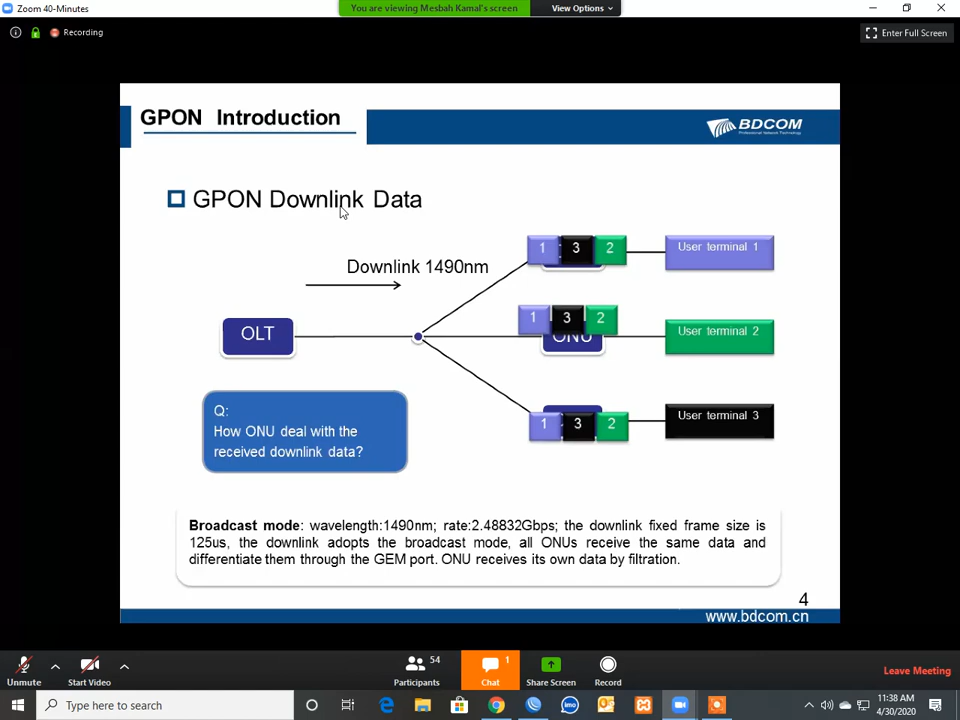 Zoom 40-Minutes
You are viewing Mesbah Kamal's screen
View Options
Recording
Enter Full Screen
GPON Introduction
BDCOM
Professional Network Technology
GPON Downlink Data
Downlink 1490nm
1 3 2
User terminal 1
OLT
1 3 2
ONU
User terminal 2
Q:
How ONU deal with the
received downlink data?
1 3 2
User terminal 3
Broadcast mode: wavelength:1490nm; rate:2.48832Gbps; the downlink fixed frame size is
125us, the downlink adopts the broadcast mode, all ONUs receive the same data and
differentiate them through the GEM port. ONU receives its own data by filtration.
4
www.bdcom.cn
Unmute
Start Video
54
Participants
1
Chat
Share Screen
Record
Leave Meeting
Type here to search
imo
11:38 AM
4/30/2020